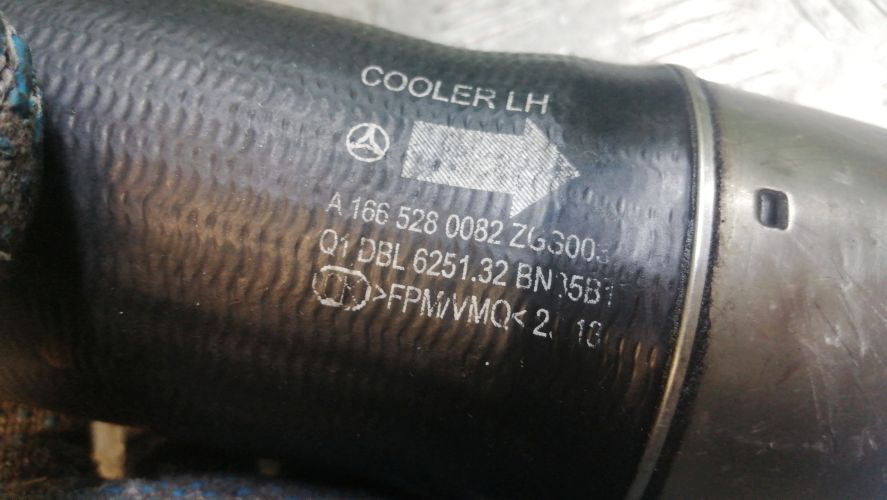 COOLER LH
A 166 528 0082
Q1 DBL 6251.32
>FPM/VMQ<